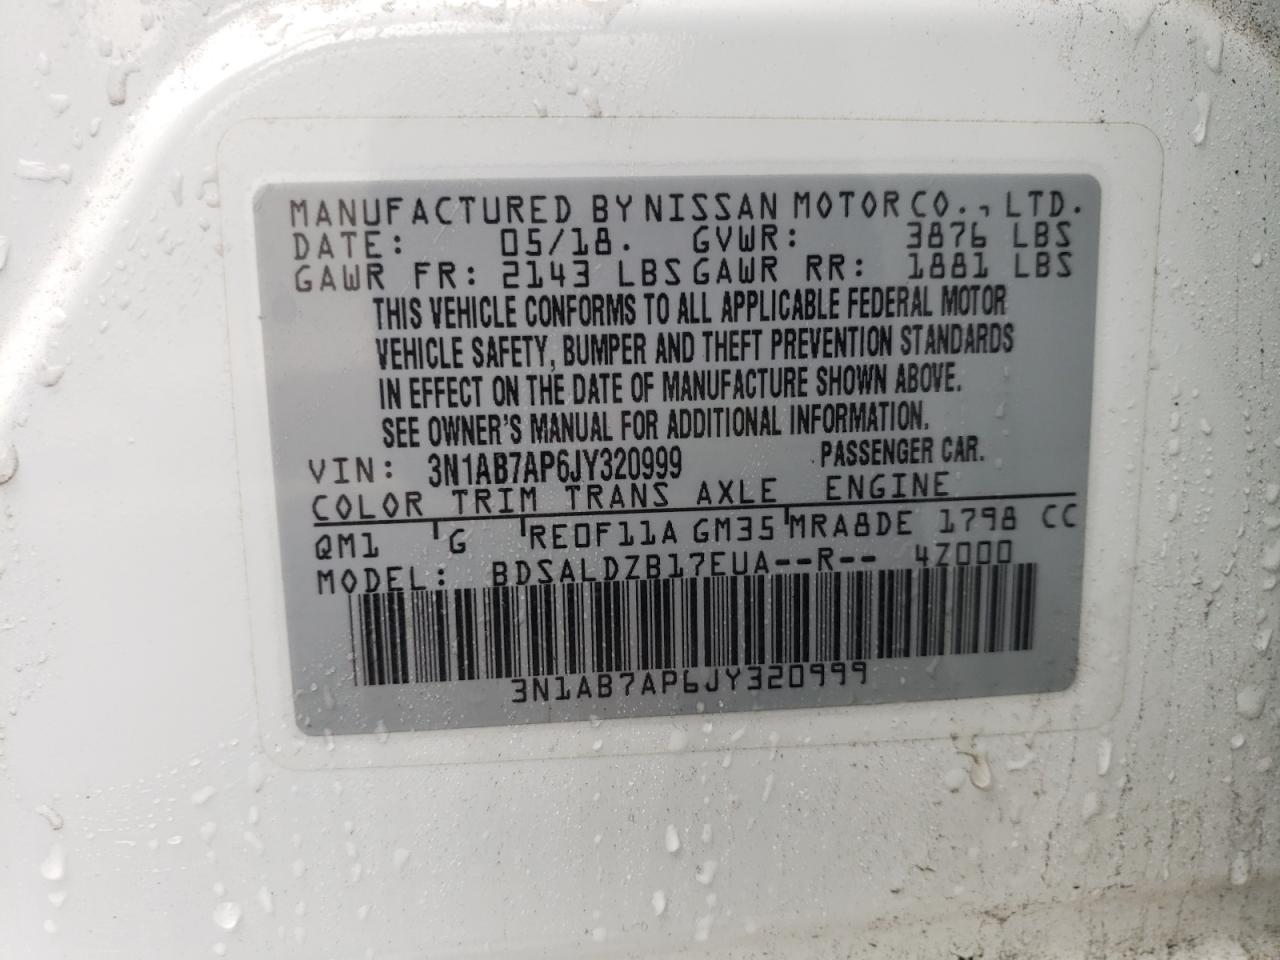 MANUFACTURED BY NISSAN MOTOR CO., LTD.
DATE: 05/18. GVWR: 3876 LBS
GAWR FR: 2143 LBS GAWR RR: 1881 LBS
THIS VEHICLE CONFORMS TO ALL APPLICABLE FEDERAL MOTOR
VEHICLE SAFETY, BUMPER AND THEFT PREVENTION STANDARDS
IN EFFECT ON THE DATE OF MANUFACTURE SHOWN ABOVE.
SEE OWNER'S MANUAL FOR ADDITIONAL INFORMATION.
VIN: 3N1AB7AP6JY320999 PASSENGER CAR.
COLOR TRIM TRANS AXLE ENGINE
QM1 G RE0F11A GM35 MRA8DE 1798 CC
MODEL: BDSALDZB17EUA--R-- 4Z000
3N1AB7AP6JY320999